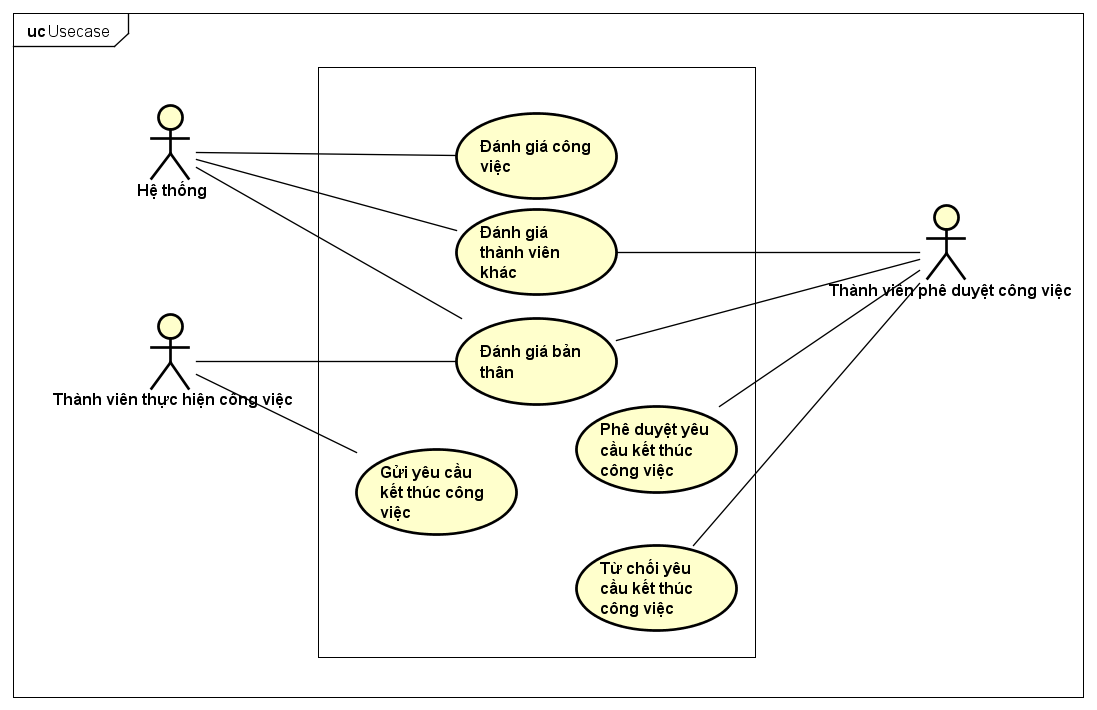 uc Usecase
Đánh giá công
việc
Hệ thống
Đánh giá
thành viên
khác
Thành viên phê duyệt công việc
Đánh giá bản
thân
Thành viên thực hiện công việc
Phê duyệt yêu
cầu kết thúc
công việc
Gửi yêu cầu
kết thúc công
việc
Từ chối yêu
cầu kết thúc
công việc